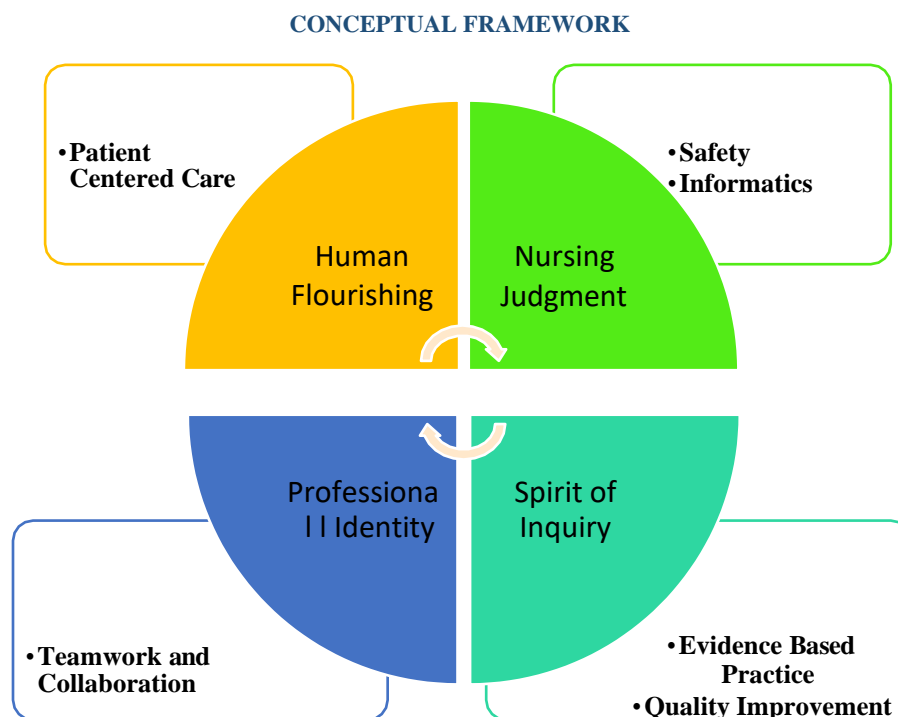 CONCEPTUAL FRAMEWORK
•Patient
Centered Care
•Safety
•Informatics
Human
Flourishing
Nursing
Judgment
Professiona
l l Identity
Spirit of
Inquiry
•Teamwork and
Collaboration
•Evidence Based
Practice
•Quality Improvement